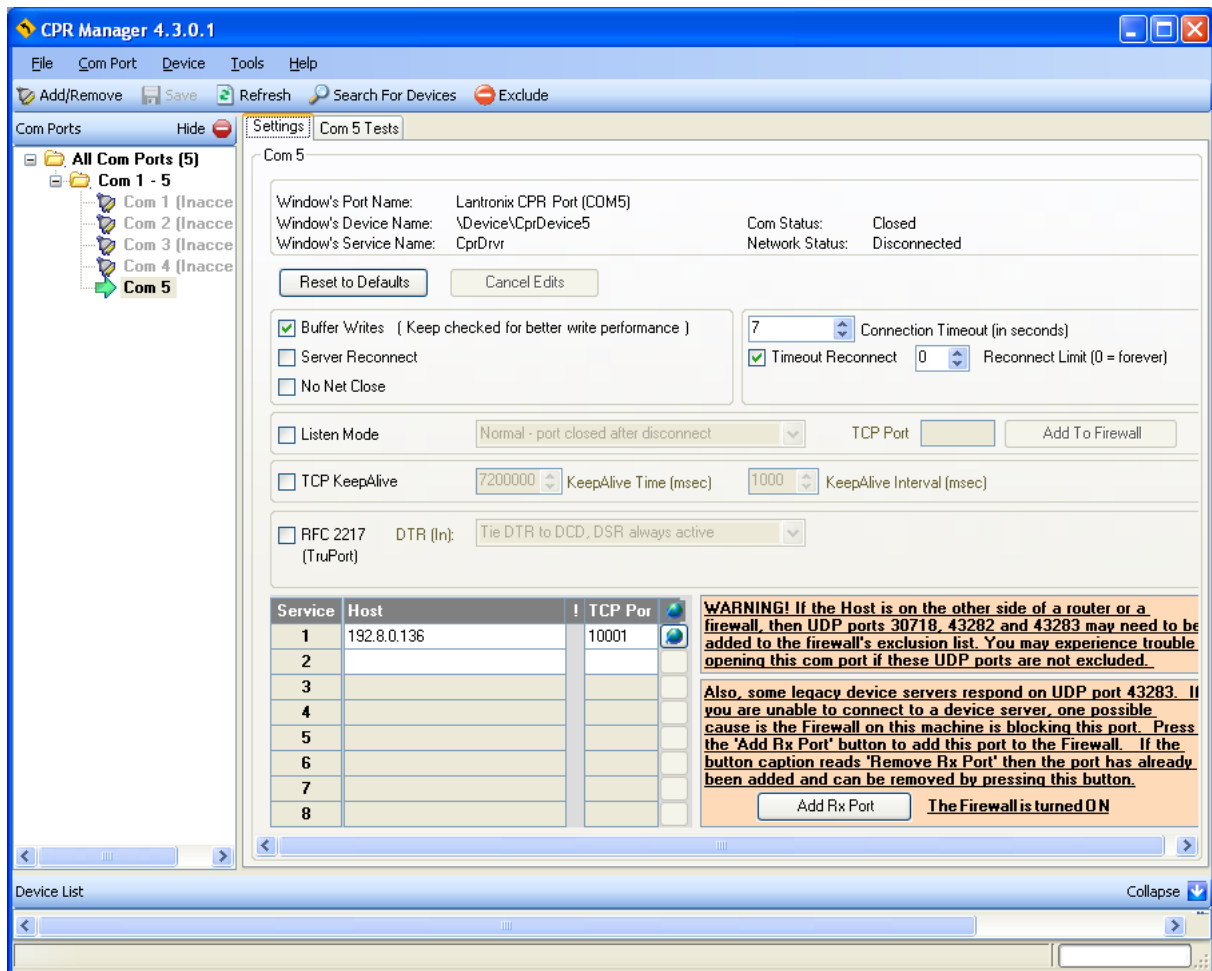 CPR Manager 4.3.0.1
File Com Port Device Tools Help
Add/Remove Save Refresh Search For Devices Exclude
Com Ports Hide
Settings Com 5 Tests
All Com Ports (5)
Com 1 - 5
Com 1 (Inacce
Com 2 (Inacce
Com 3 (Inacce
Com 4 (Inacce
Com 5
Com 5
Window's Port Name: Lantronix CPR Port (COM5)
Window's Device Name: \Device\CprDevice5 Com Status: Closed
Window's Service Name: CprDrvr Network Status: Disconnected
Reset to Defaults Cancel Edits
Buffer Writes ( Keep checked for better write performance )
Server Reconnect
No Net Close
7 Connection Timeout (in seconds)
Timeout Reconnect 0 Reconnect Limit (0 = forever)
Listen Mode Normal - port closed after disconnect TCP Port Add To Firewall
TCP KeepAlive 7200000 KeepAlive Time (msec) 1000 KeepAlive Interval (msec)
RFC 2217 DTR (In): Tie DTR to DCD, DSR always active
(TruPort)
Service Host ! TCP Por
1 192.8.0.136 10001
2
3
4
5
6
7
8
WARNING! If the Host is on the other side of a router or a
firewall, then UDP ports 30718, 43282 and 43283 may need to be
added to the firewall's exclusion list. You may experience trouble
opening this com port if these UDP ports are not excluded.
Also, some legacy device servers respond on UDP port 43283. If
you are unable to connect to a device server, one possible
cause is the Firewall on this machine is blocking this port. Press
the 'Add Rx Port' button to add this port to the Firewall. If the
button caption reads 'Remove Rx Port' then the port has already
been added and can be removed by pressing this button.
Add Rx Port The Firewall is turned ON
Device List Collapse